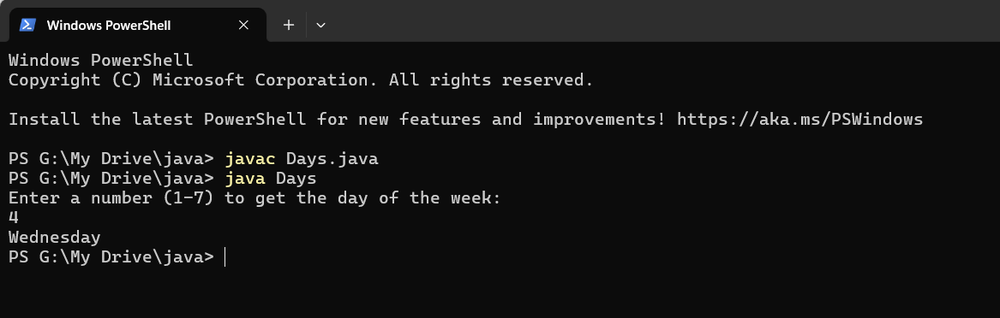 Windows PowerShell
Windows PowerShell
Copyright (C) Microsoft Corporation. All rights reserved.
Install the latest PowerShell for new features and improvements! https://aka.ms/PSWindows
PS G:\My Drive\java> javac Days.java
PS G:\My Drive\java> java Days
Enter a number (1-7) to get the day of the week:
4
Wednesday
PS G:\My Drive\java>